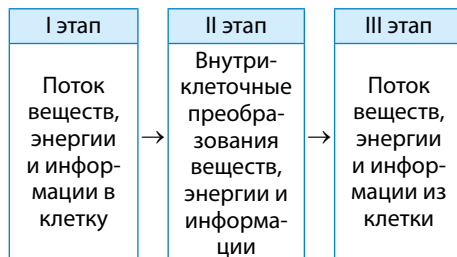 I этап
Поток
веществ,
энергии
и инфор-
мации в
клетку
→
II этап
Внутри-
клеточные
преобра-
зования
веществ,
энергии и
информа-
ции
→
III этап
Поток
веществ,
энергии
и инфор-
мации из
клетки